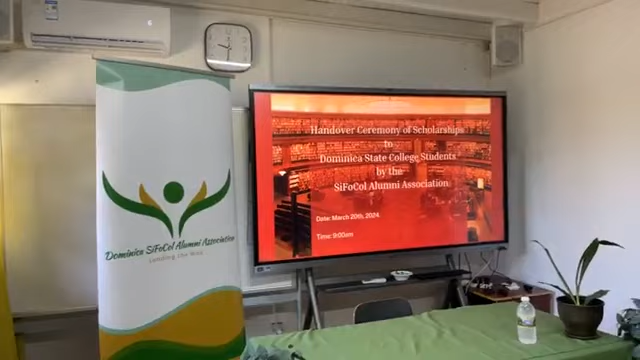 Handover Ceremony of Scholarships
to
Dominica State College Students
by the
SiFoCol Alumni Association
Date: March 20th, 2024
Time: 9:00am
Dominica SiFoCol Alumni Association
Leading the Way